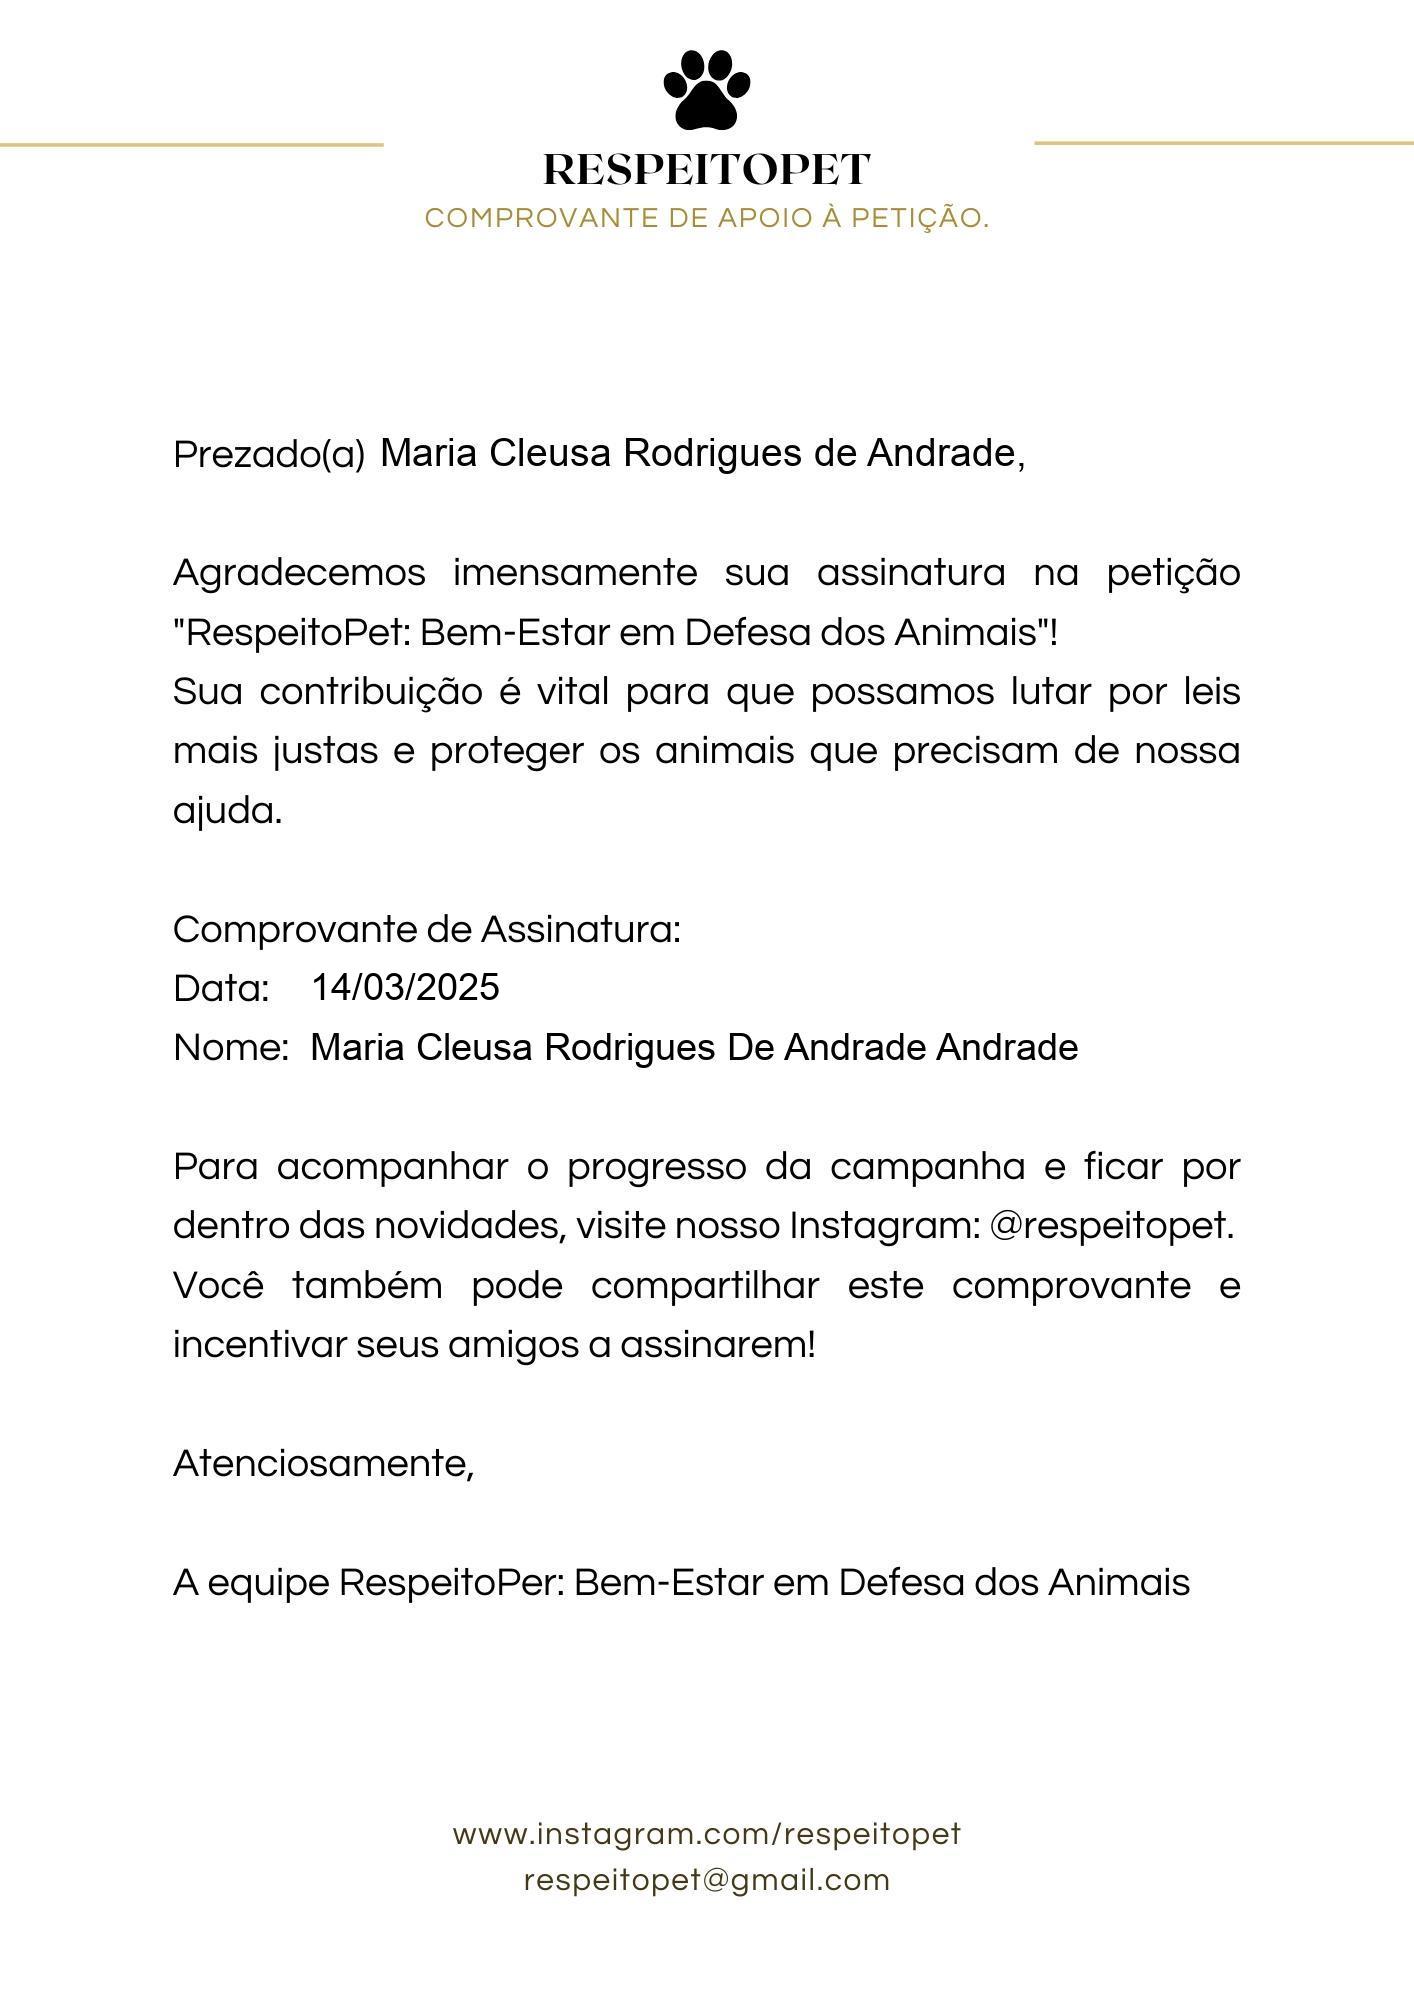 RESPEITOPET
COMPROVANTE DE APOIO À PETIÇÃO.
Prezado(a) Maria Cleusa Rodrigues de Andrade,
Agradecemos imensamente sua assinatura na petição
"RespeitoPet: Bem-Estar em Defesa dos Animais"!
Sua contribuição é vital para que possamos lutar por leis
mais justas e proteger os animais que precisam de nossa
ajuda.
Comprovante de Assinatura:
Data: 14/03/2025
Nome: Maria Cleusa Rodrigues De Andrade Andrade
Para acompanhar o progresso da campanha e ficar por
dentro das novidades, visite nosso Instagram: @respeitopet.
Você também pode compartilhar este comprovante e
incentivar seus amigos a assinarem!
Atenciosamente,
A equipe RespeitoPer: Bem-Estar em Defesa dos Animais
www.instagram.com/respeitopet
respeitopet@gmail.com